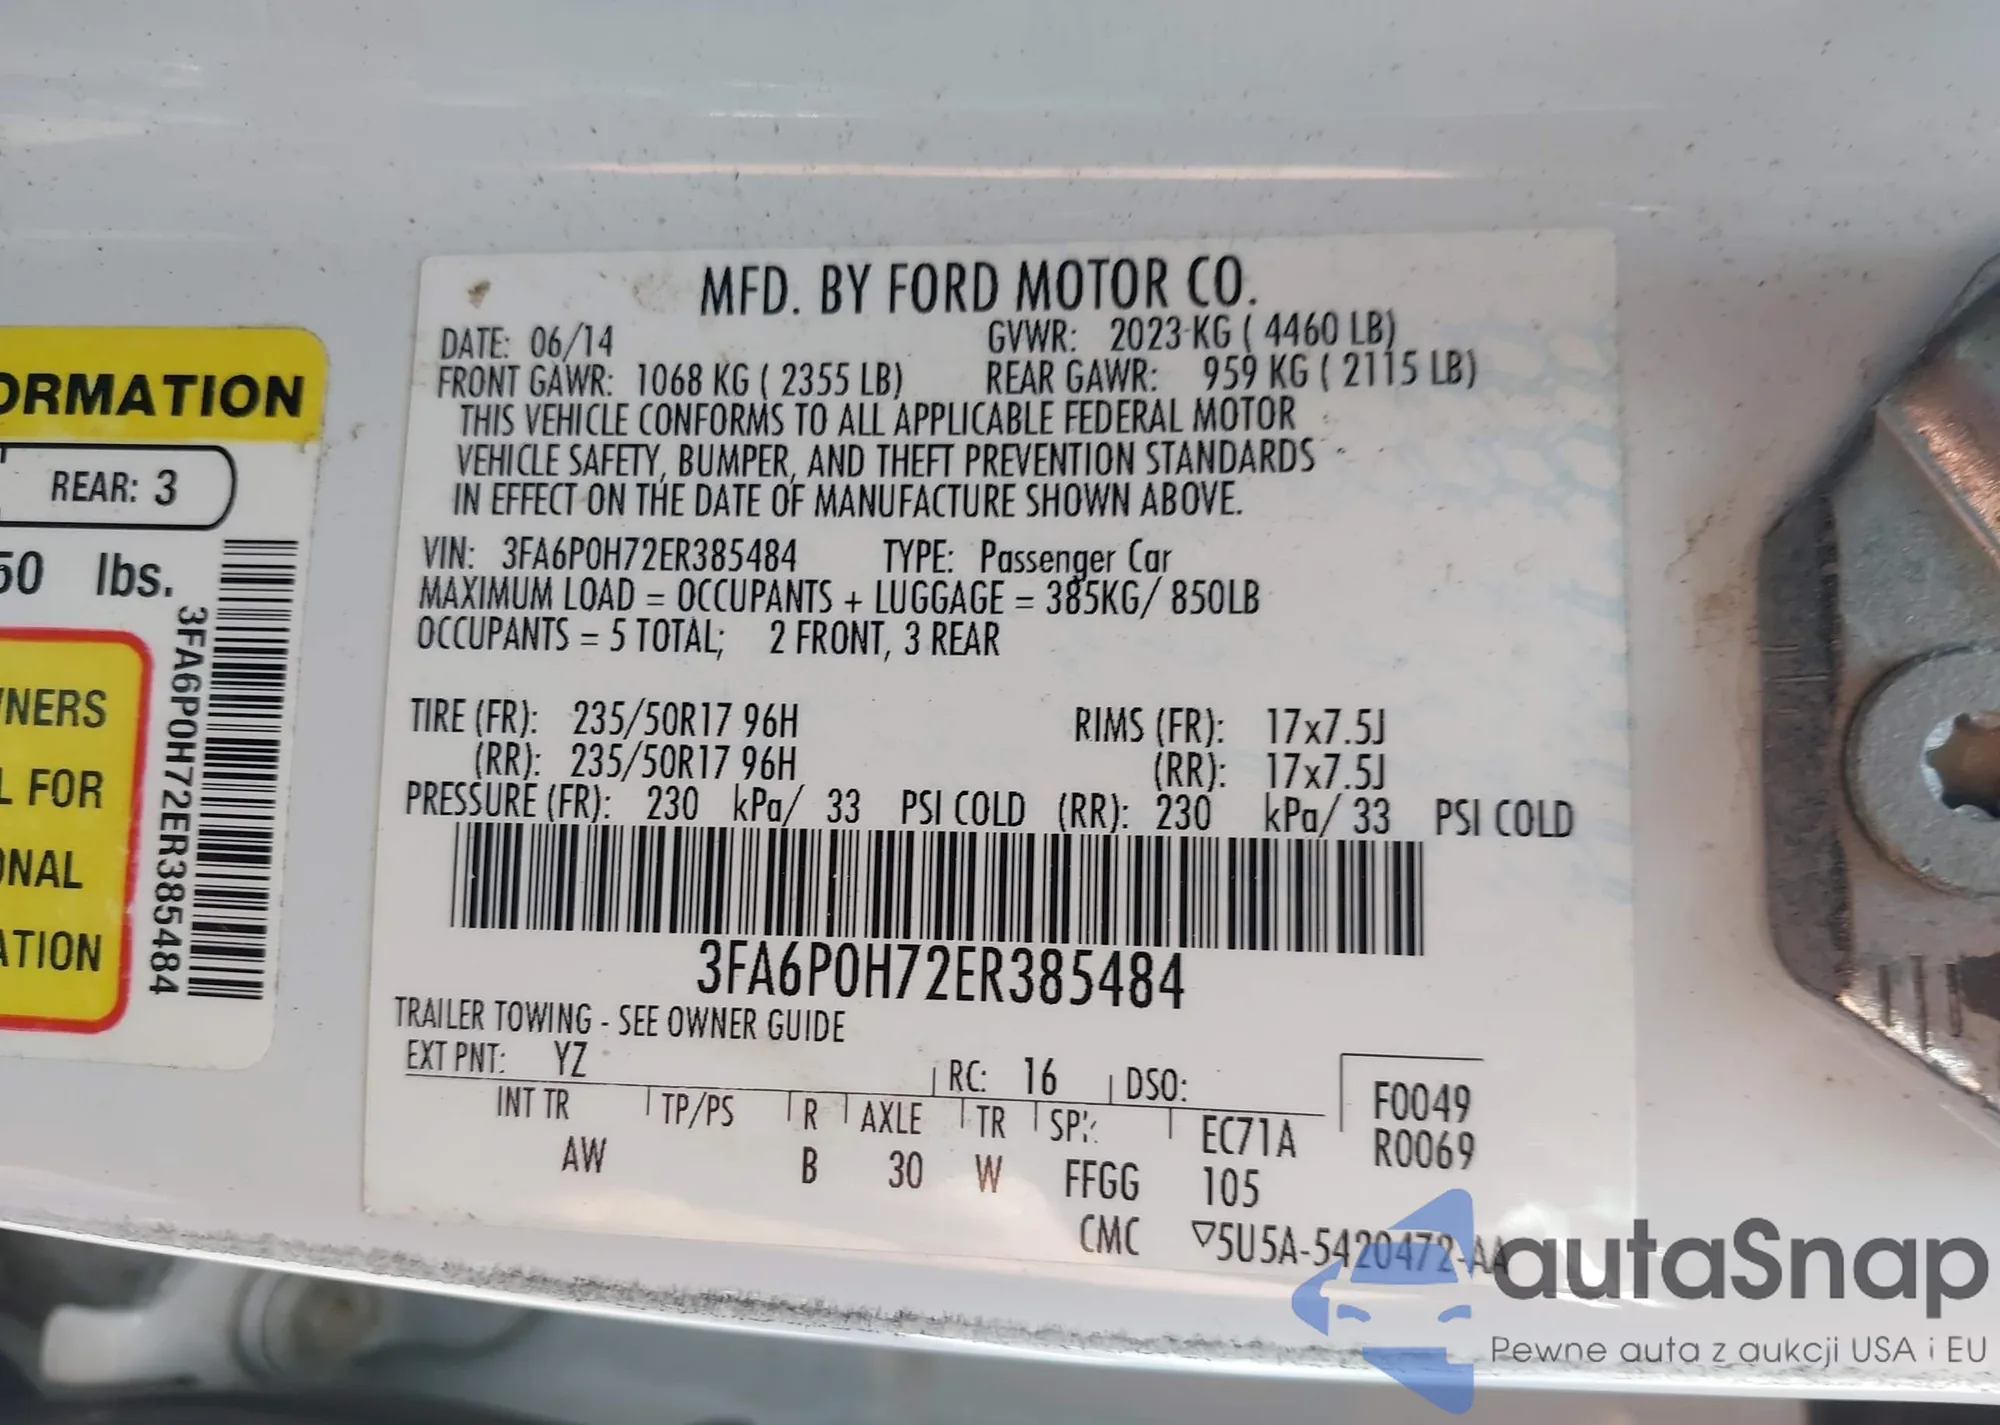 ORMATION
REAR: 3
50 lbs.
3FA6P0H72ER385484
WNERS
L FOR
ONAL
ATION
MFD. BY FORD MOTOR CO.
DATE: 06/14 GVWR: 2023 KG ( 4460 LB)
FRONT GAWR: 1068 KG ( 2355 LB) REAR GAWR: 959 KG ( 2115 LB)
THIS VEHICLE CONFORMS TO ALL APPLICABLE FEDERAL MOTOR
VEHICLE SAFETY, BUMPER, AND THEFT PREVENTION STANDARDS
IN EFFECT ON THE DATE OF MANUFACTURE SHOWN ABOVE.
VIN: 3FA6P0H72ER385484 TYPE: Passenger Car
MAXIMUM LOAD = OCCUPANTS + LUGGAGE = 385KG/ 850LB
OCCUPANTS = 5 TOTAL; 2 FRONT, 3 REAR
TIRE (FR): 235/50R17 96H RIMS (FR): 17x7.5J
(RR): 235/50R17 96H (RR): 17x7.5J
PRESSURE (FR): 230 kPa/ 33 PSI COLD (RR): 230 kPa/ 33 PSI COLD
3FA6P0H72ER385484
TRAILER TOWING - SEE OWNER GUIDE
EXT PNT: YZ RC: 16 DSO:
F0049
INT TR TP/PS R AXLE TR SPR EC71A
R0069
AW B 30 W FFGG 105
CMC ▽5U5A-5420472-AA
autaSnap
Pewne auta z aukcji USA i EU